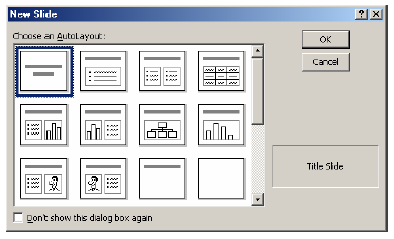 New Slide
Choose an AutoLayout:
OK
Cancel
Title Slide
Don't show this dialog box again